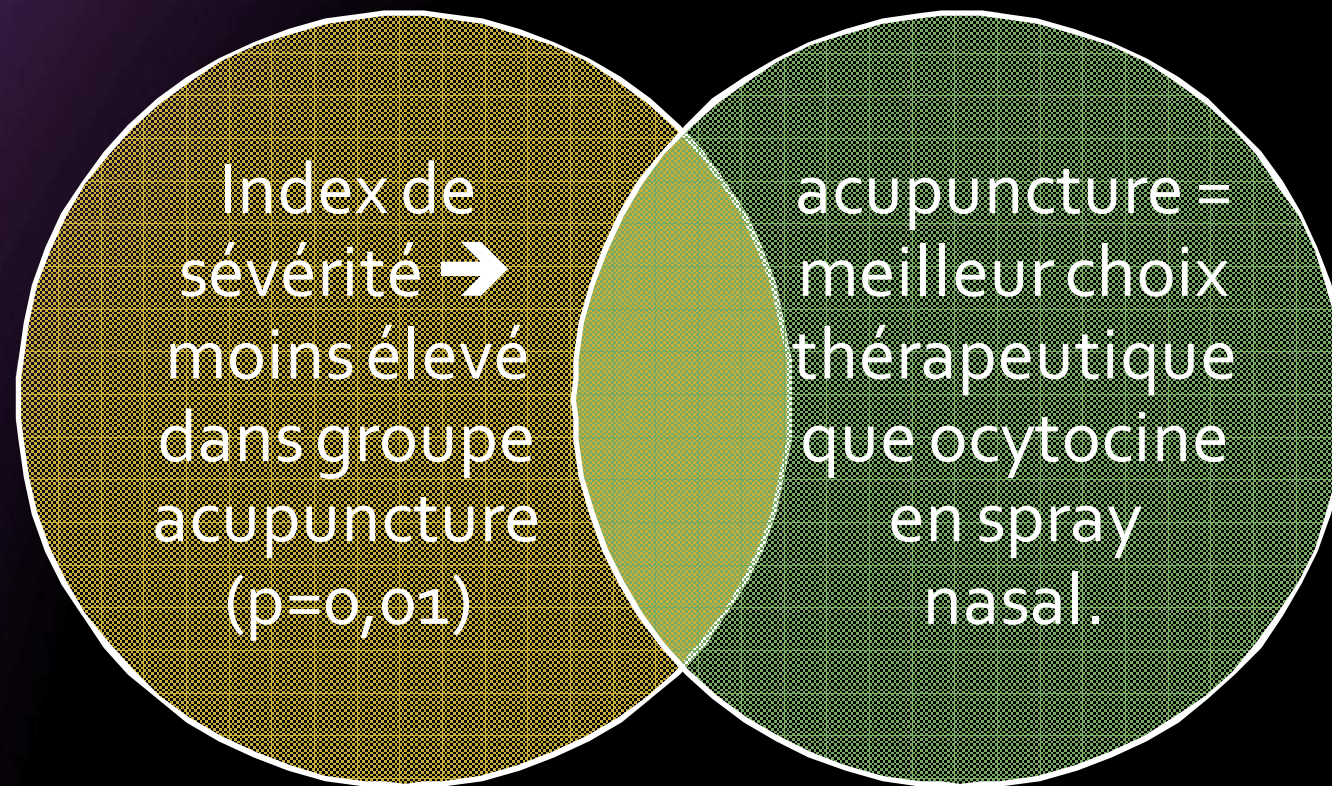 Index de
sévérité ➔
moins élevé
dans groupe
acupuncture
(p=0,01)
acupuncture =
meilleur choix
thérapeutique
que ocytocine
en spray
nasal.